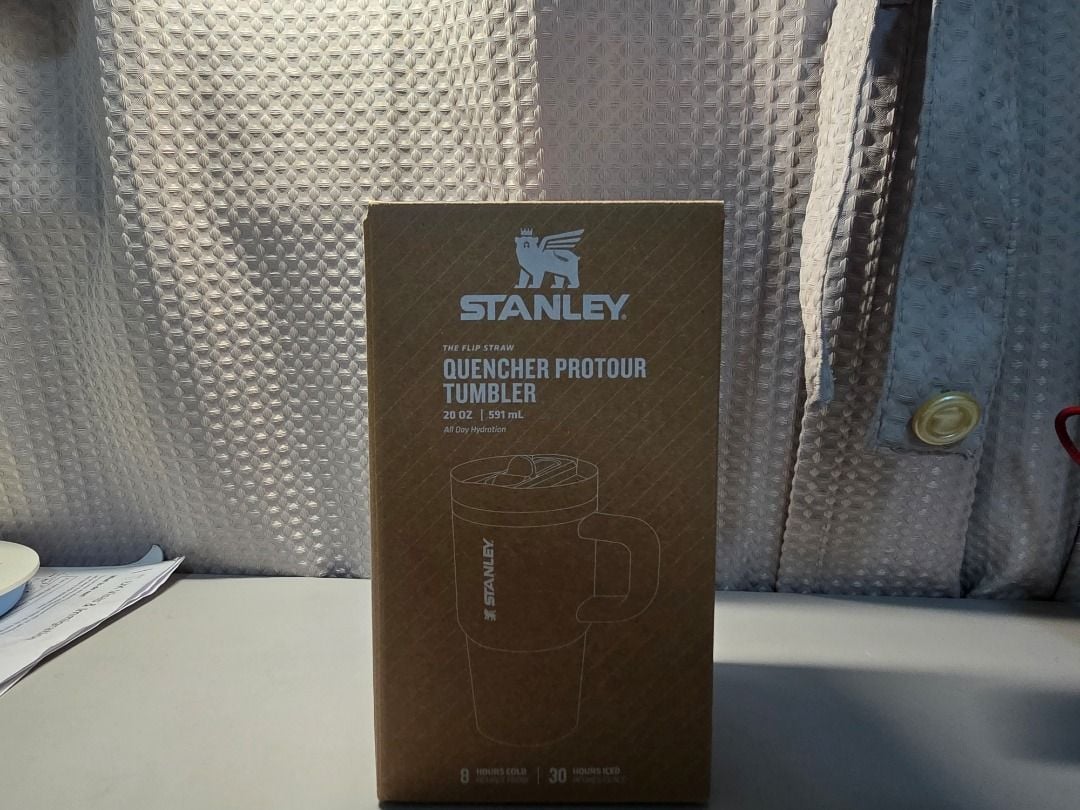 STANLEY®
THE FLIP STRAW
QUENCHER PROTOUR
TUMBLER
20 OZ | 591 mL
All Day Hydration
STANLEY
8 HOURS COLD | 30 HOURS ICED